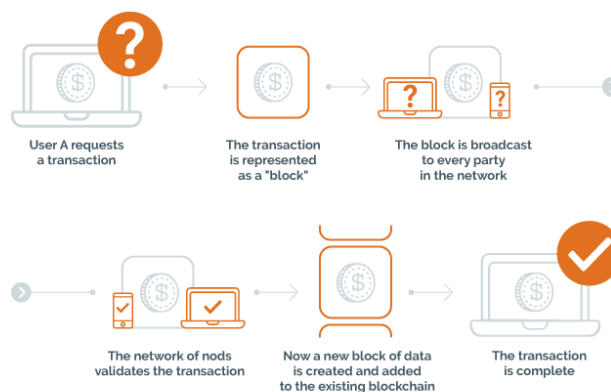 User A requests
a transaction
The transaction
is represented
as a "block"
The block is broadcast
to every party
in the network
The network of nods
validates the transaction
Now a new block of data
is created and added
to the existing blockchain
The transaction
is complete